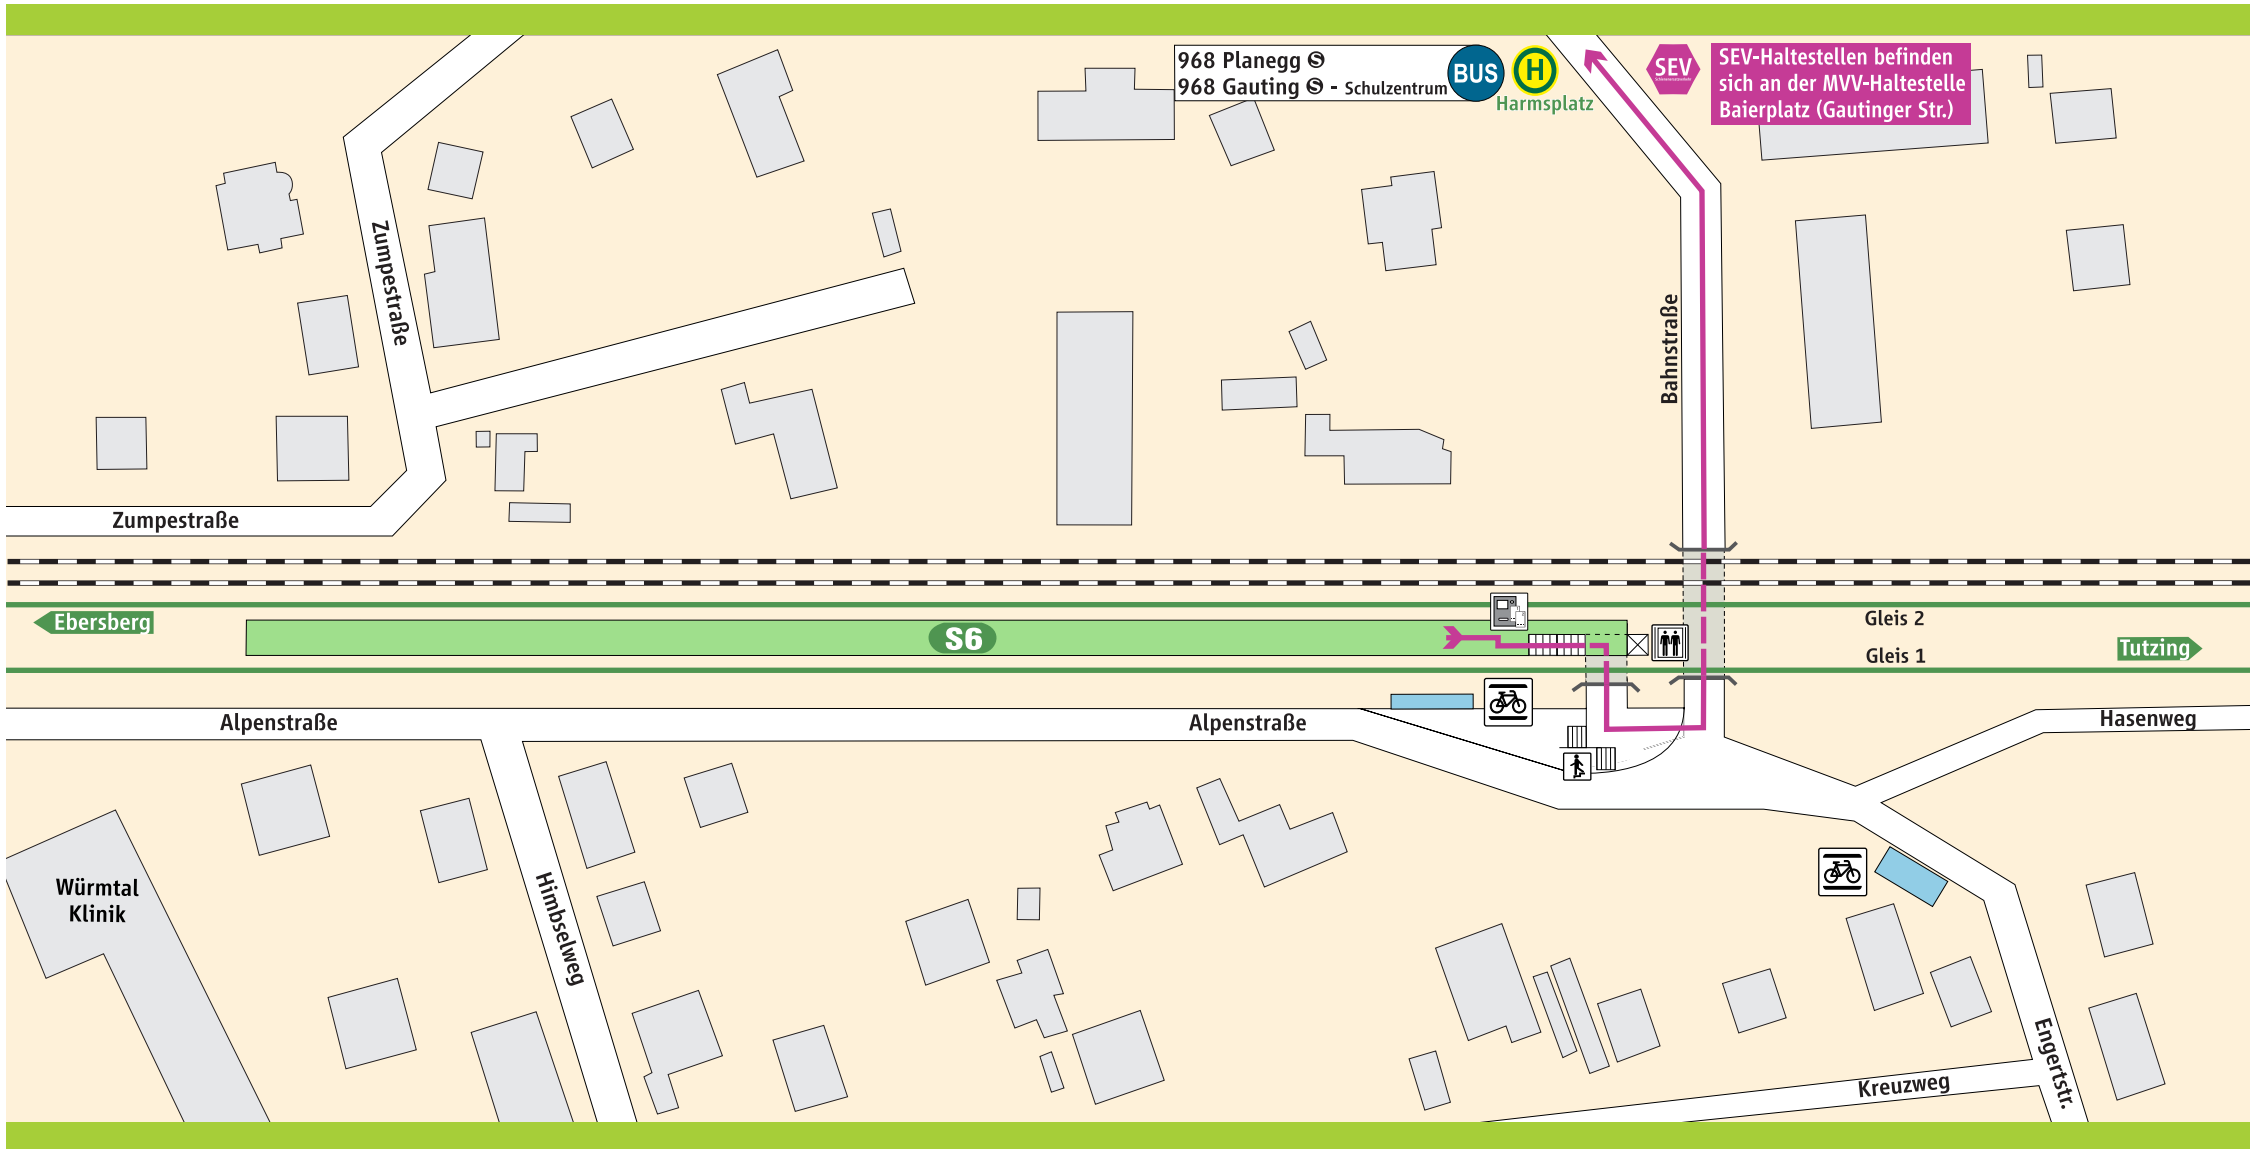 968 Planegg S
968 Gauting S - Schulzentrum
BUS
H
Harmsplatz
SEV
SEV-Haltestellen befinden
sich an der MVV-Haltestelle
Baierplatz (Gautinger Str.)
Zumpestraße
Bahnstraße
Zumpestraße
Ebersberg
S6
Gleis 2
Gleis 1
Tutzing
Alpenstraße
Alpenstraße
Hasenweg
Würmtal
Klinik
Himbselweg
Engertstr.
Kreuzweg